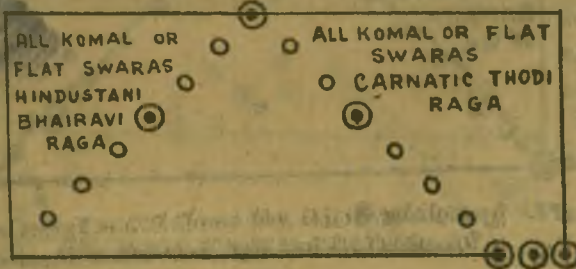 ALL KOMAL OR
FLAT SWARAS
HINDUSTANI
BHAIRAVI
RAGA
ALL KOMAL OR FLAT
SWARAS
CARNATIC THODI
RAGA